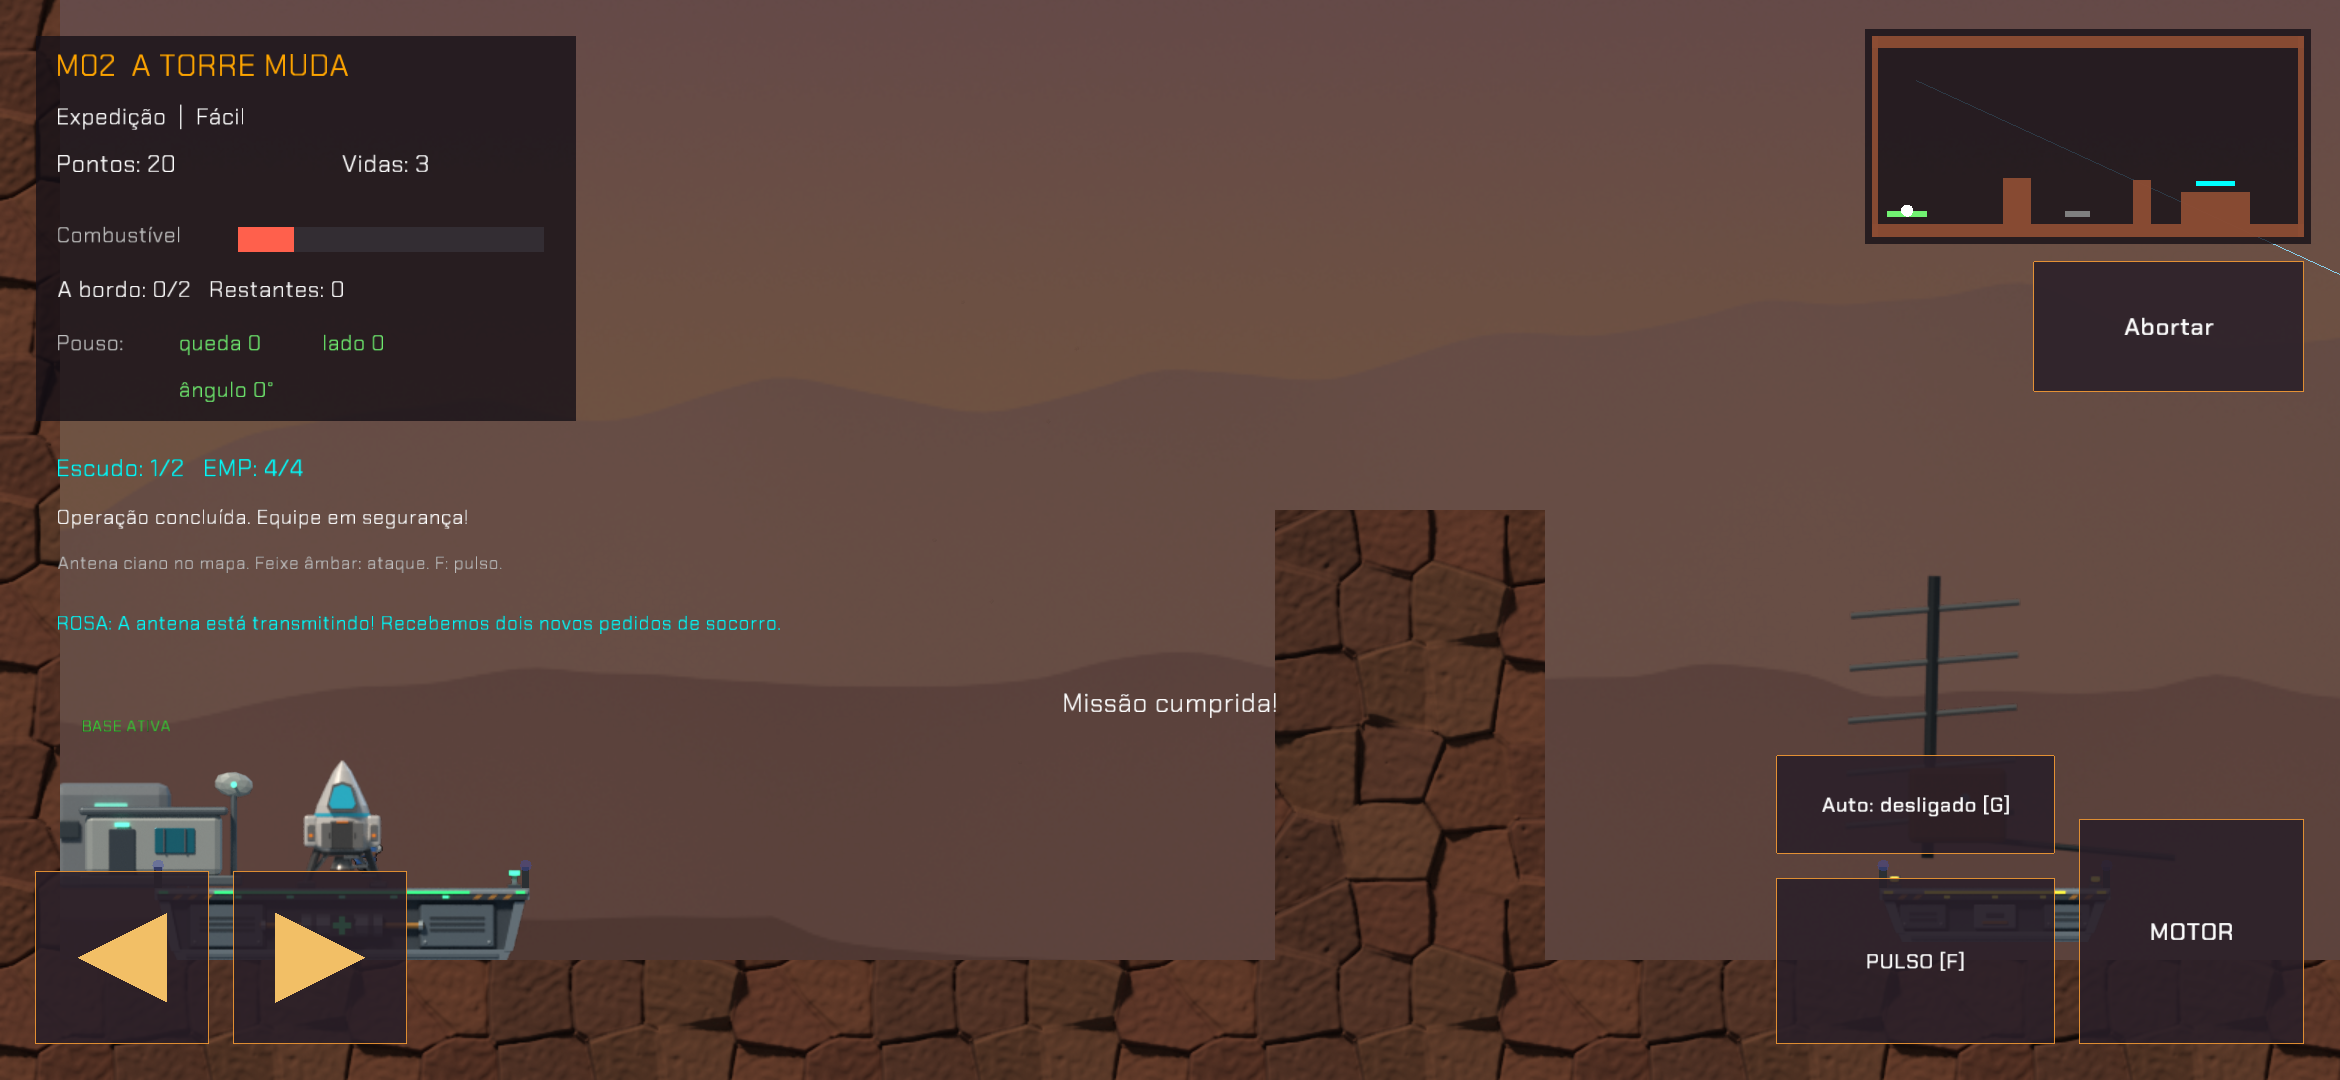 M02 A TORRE MUDA
Expedição | Fácil
Pontos: 20 Vidas: 3
Combustível
A bordo: 0/2 Restantes: 0
Pouso: queda 0 lado 0
ângulo 0°
Escudo: 1/2 EMP: 4/4
Operação concluída. Equipe em segurança!
Antena ciano no mapa. Feixe âmbar: ataque. F: pulso.
ROSA: A antena está transmitindo! Recebemos dois novos pedidos de socorro.
Abortar
Missão cumprida!
BASE ATIVA
Auto: desligado [G]
PULSO [F]
MOTOR